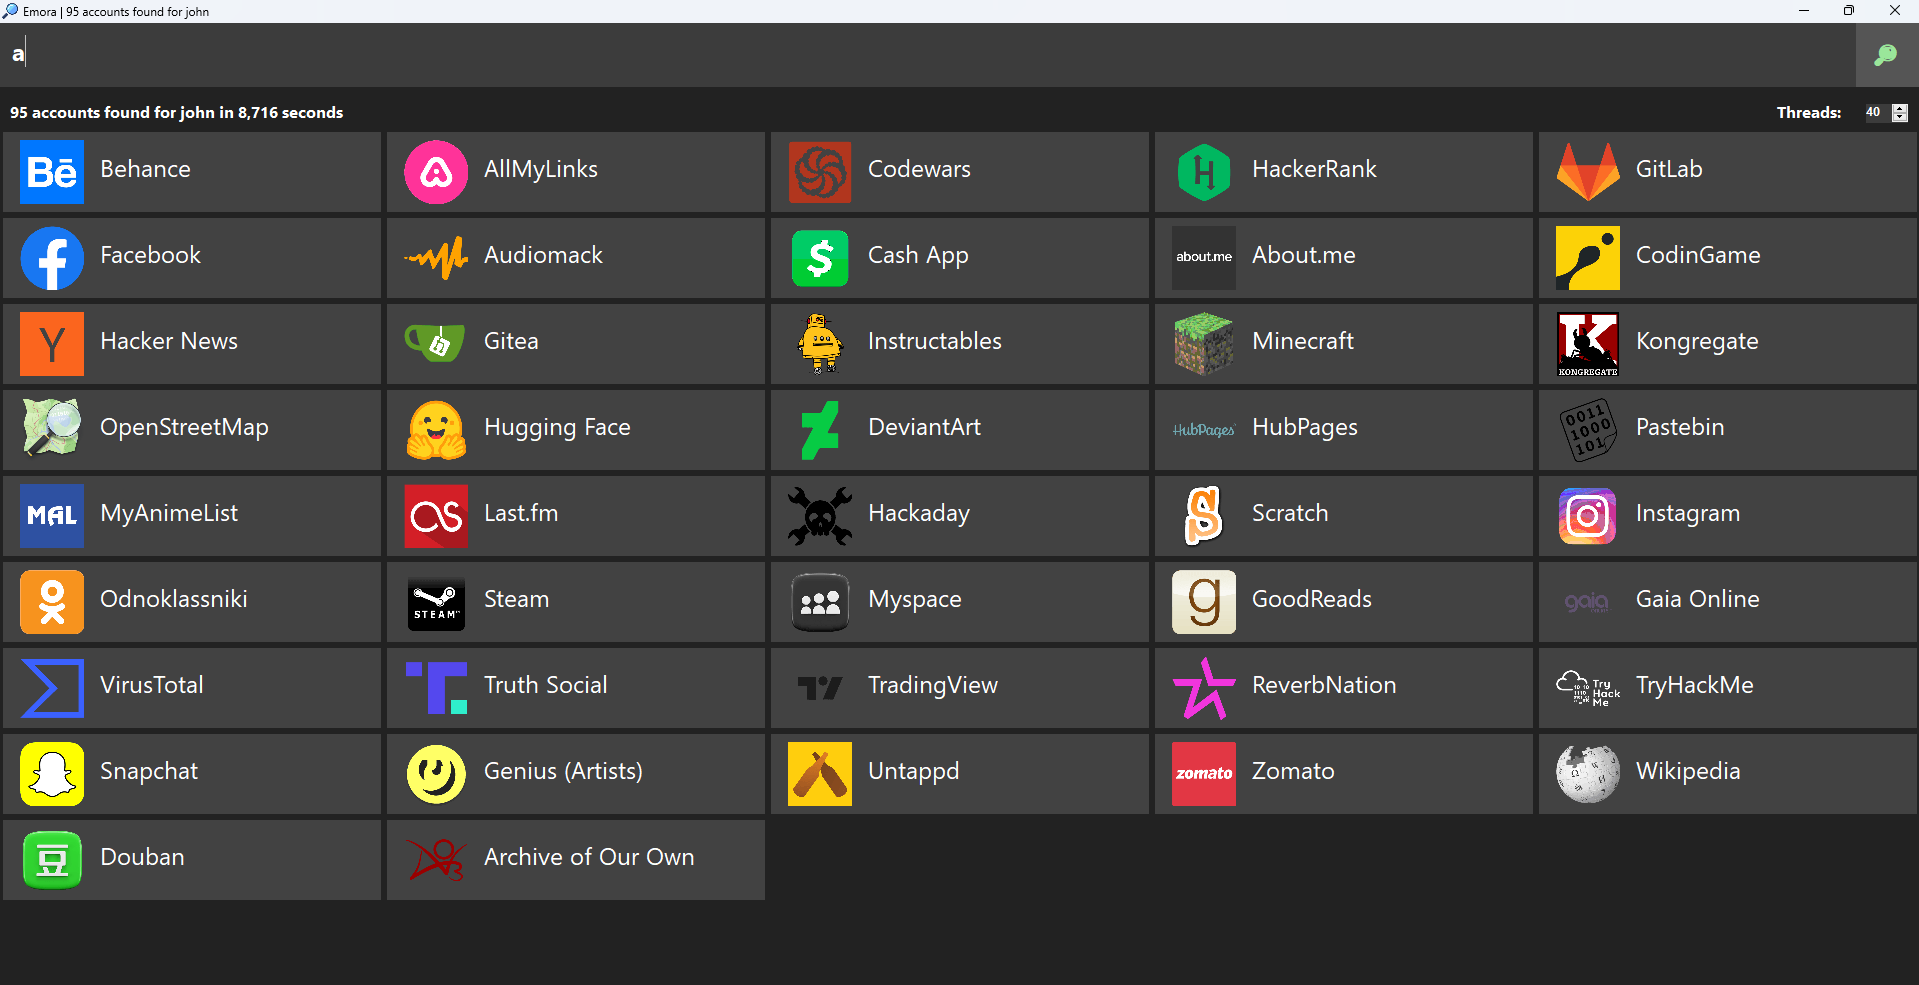 Emora | 95 accounts found for john
a
95 accounts found for john in 8,716 seconds
Threads: 40
Bē Behance
AllMyLinks
Codewars
H HackerRank
GitLab
f Facebook
Audiomack
$ Cash App
about.me About.me
CodinGame
Y Hacker News
Gitea
Instructables
Minecraft
K KONGREGATE Kongregate
OpenStreetMap
Hugging Face
DeviantArt
HubPages HubPages
0011 1000 101 Pastebin
MAL MyAnimeList
Last.fm
Hackaday
S Scratch
Instagram
Odnoklassniki
STEAM™ Steam
Myspace
g GoodReads
gaia Gaia Online
VirusTotal
T Truth Social
TradingView
ReverbNation
Try Hack Me TryHackMe
Snapchat
Genius (Artists)
Untappd
zomato Zomato
Wikipedia
豆 Douban
Archive of Our Own